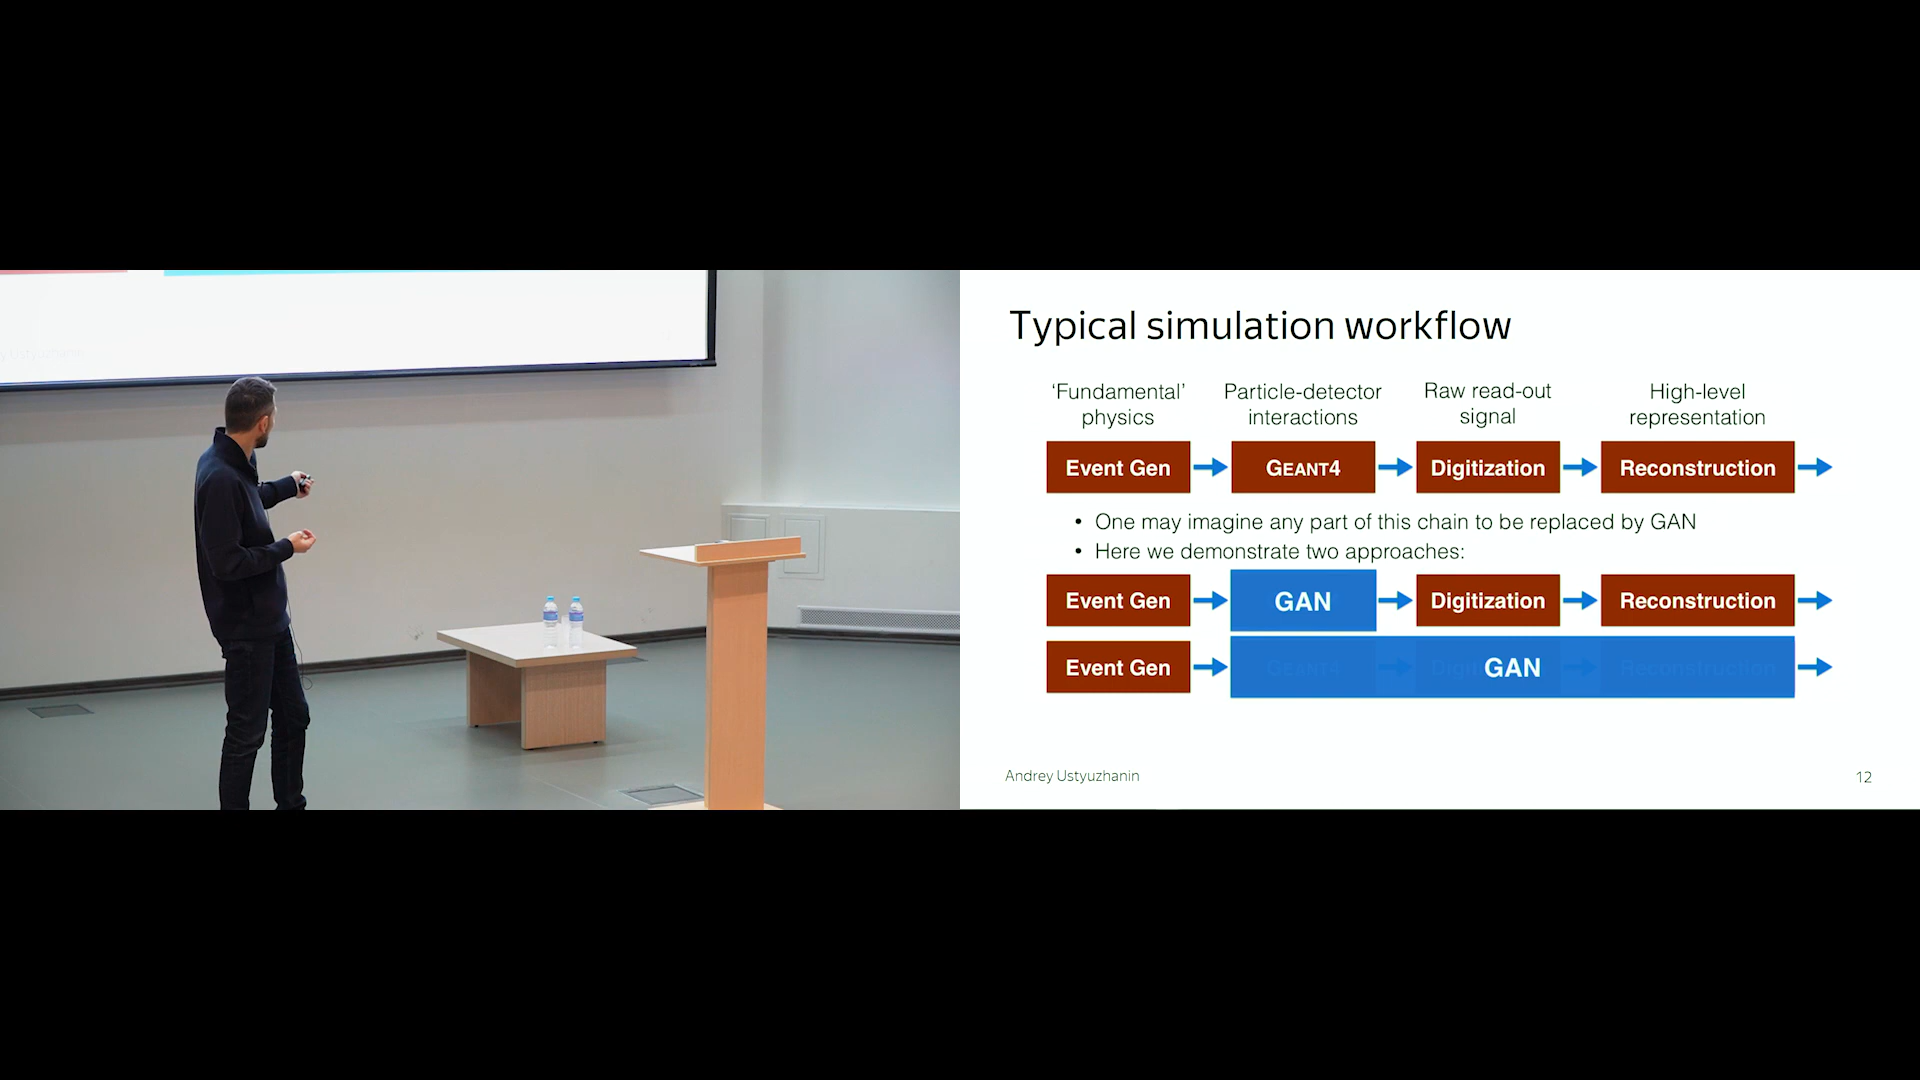 Typical simulation workflow
‘Fundamental’ physics
Particle-detector interactions
Raw read-out signal
High-level representation
Event Gen
GEANT4
Digitization
Reconstruction
• One may imagine any part of this chain to be replaced by GAN
• Here we demonstrate two approaches:
Event Gen
GAN
Digitization
Reconstruction
Event Gen
GAN
Andrey Ustyuzhanin
12